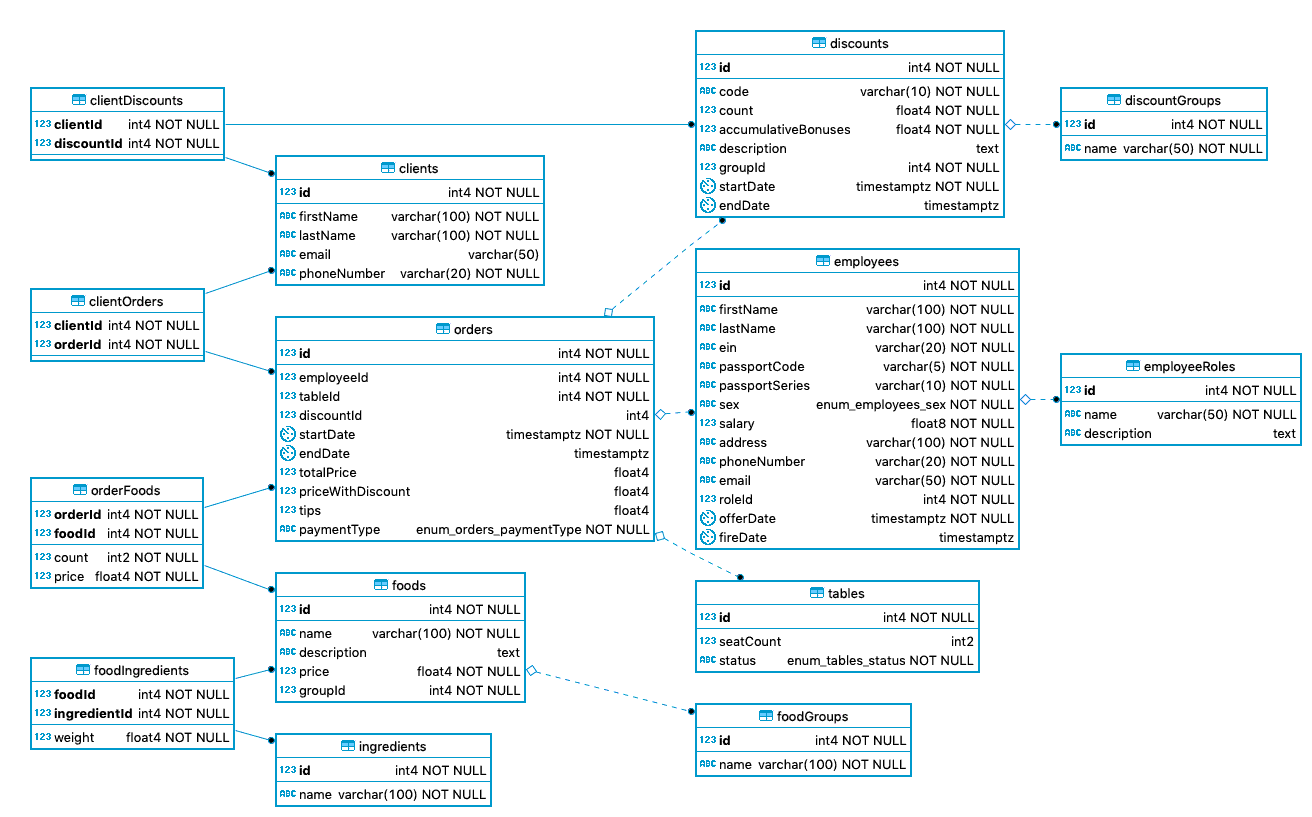 clientDiscounts
123 clientId int4 NOT NULL
123 discountId int4 NOT NULL
clients
123 id int4 NOT NULL
ABC firstName varchar(100) NOT NULL
ABC lastName varchar(100) NOT NULL
ABC email varchar(50)
ABC phoneNumber varchar(20) NOT NULL
clientOrders
123 clientId int4 NOT NULL
123 orderId int4 NOT NULL
orders
123 id int4 NOT NULL
123 employeeId int4 NOT NULL
123 tableId int4 NOT NULL
123 discountId int4
startDate timestamptz NOT NULL
endDate timestamptz
123 totalPrice float4
123 priceWithDiscount float4
123 tips float4
ABC paymentType enum_orders_paymentType NOT NULL
orderFoods
123 orderId int4 NOT NULL
123 foodId int4 NOT NULL
123 count int2 NOT NULL
123 price float4 NOT NULL
foods
123 id int4 NOT NULL
ABC name varchar(100) NOT NULL
ABC description text
123 price float4 NOT NULL
123 groupId int4 NOT NULL
foodIngredients
123 foodId int4 NOT NULL
123 ingredientId int4 NOT NULL
123 weight float4 NOT NULL
ingredients
123 id int4 NOT NULL
ABC name varchar(100) NOT NULL
discounts
123 id int4 NOT NULL
ABC code varchar(10) NOT NULL
123 count float4 NOT NULL
123 accumulativeBonuses float4 NOT NULL
ABC description text
123 groupId int4 NOT NULL
startDate timestamptz NOT NULL
endDate timestamptz
discountGroups
123 id int4 NOT NULL
ABC name varchar(50) NOT NULL
employees
123 id int4 NOT NULL
ABC firstName varchar(100) NOT NULL
ABC lastName varchar(100) NOT NULL
ABC ein varchar(20) NOT NULL
ABC passportCode varchar(5) NOT NULL
ABC passportSeries varchar(10) NOT NULL
ABC sex enum_employees_sex NOT NULL
123 salary float8 NOT NULL
ABC address varchar(100) NOT NULL
ABC phoneNumber varchar(20) NOT NULL
ABC email varchar(50) NOT NULL
123 roleId int4 NOT NULL
offerDate timestamptz NOT NULL
fireDate timestamptz
employeeRoles
123 id int4 NOT NULL
ABC name varchar(50) NOT NULL
ABC description text
tables
123 id int4 NOT NULL
123 seatCount int2
ABC status enum_tables_status NOT NULL
foodGroups
123 id int4 NOT NULL
ABC name varchar(100) NOT NULL